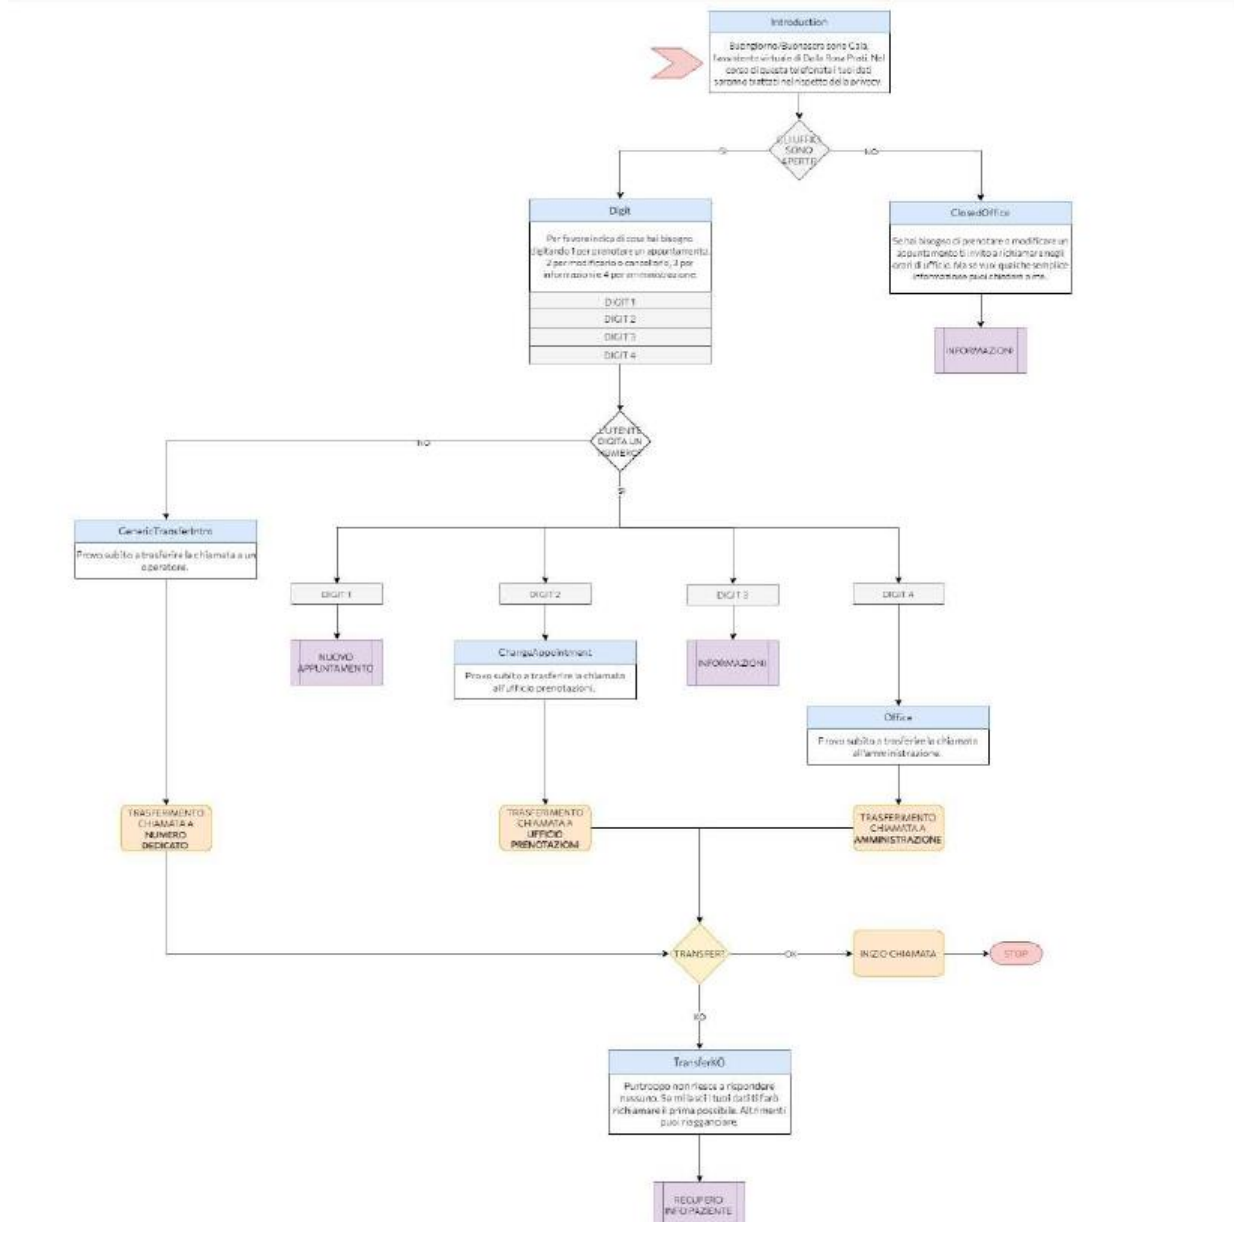 Introduction
Buongiorno/Buonasera sono Caia,
l'assistente virtuale di Dalla Rosa Prati. Nel
corso di questa telefonata i tuoi dati
saranno trattati nel rispetto della privacy.
GLI UFFICI
SONO
APERTI?
SI
NO
Digit
Per favore indica di cosa hai bisogno
digitando 1 per prenotare un appuntamento,
2 per modificarlo o cancellarlo, 3 per
informazioni e 4 per amministrazione.
DIGIT 1
DIGIT 2
DIGIT 3
DIGIT 4
ClosedOffice
Se hai bisogno di prenotare o modificare un
appuntamento ti invito a richiamare negli
orari di ufficio. Ma se vuoi qualche semplice
informazione puoi chiedere a me.
INFORMAZIONI
L'UTENTE
DIGITA UN
NUMERO?
NO
SI
GenericTransferIntro
Provo subito a trasferire la chiamata a un
operatore.
DIGIT 1
DIGIT 2
DIGIT 3
DIGIT 4
NUOVO
APPUNTAMENTO
ChangeAppointment
Provo subito a trasferire la chiamata
all'ufficio prenotazioni.
INFORMAZIONI
Office
Provo subito a trasferire la chiamata
all'amministrazione.
TRASFERIMENTO
CHIAMATA A
NUMERO
DEDICATO
TRASFERIMENTO
CHIAMATA A
UFFICIO
PRENOTAZIONI
TRASFERIMENTO
CHIAMATA A
AMMINISTRAZIONE
TRANSFER?
OK
INIZIO CHIAMATA
STOP
KO
TransferKO
Purtroppo non riesce a rispondere
nessuno. Se mi lasci i tuoi dati ti farò
richiamare il prima possibile. Altrimenti
puoi riagganciare.
RECUPERO
INFO PAZIENTE